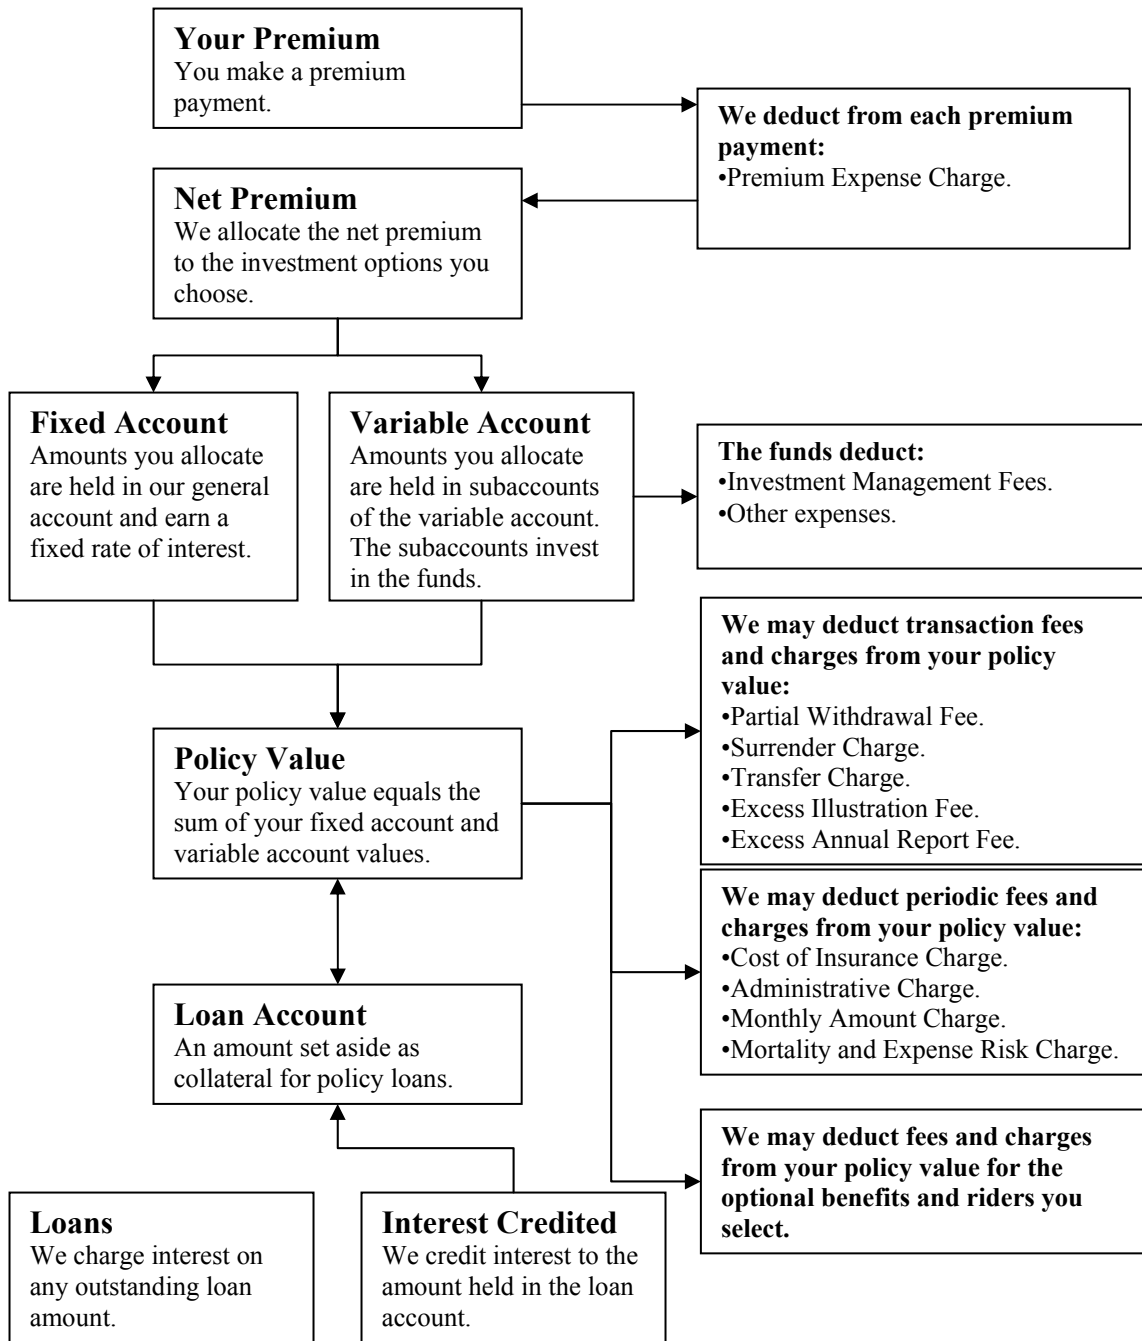 Your Premium
You make a premium
payment.
We deduct from each premium
payment:
•Premium Expense Charge.
Net Premium
We allocate the net premium
to the investment options you
choose.
Fixed Account
Amounts you allocate
are held in our general
account and earn a
fixed rate of interest.
Variable Account
Amounts you allocate
are held in subaccounts
of the variable account.
The subaccounts invest
in the funds.
The funds deduct:
•Investment Management Fees.
•Other expenses.
We may deduct transaction fees
and charges from your policy
value:
•Partial Withdrawal Fee.
•Surrender Charge.
•Transfer Charge.
•Excess Illustration Fee.
•Excess Annual Report Fee.
Policy Value
Your policy value equals the
sum of your fixed account and
variable account values.
We may deduct periodic fees and
charges from your policy value:
•Cost of Insurance Charge.
•Administrative Charge.
•Monthly Amount Charge.
•Mortality and Expense Risk Charge.
Loan Account
An amount set aside as
collateral for policy loans.
We may deduct fees and charges
from your policy value for the
optional benefits and riders you
select.
Loans
We charge interest on
any outstanding loan
amount.
Interest Credited
We credit interest to the
amount held in the loan
account.